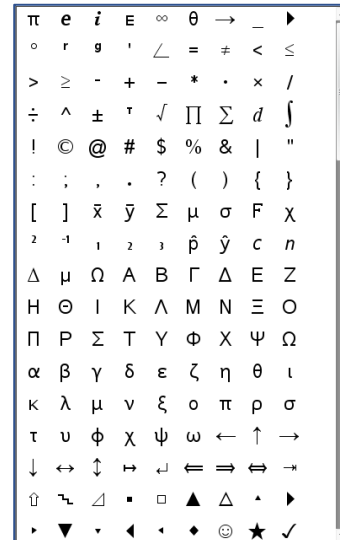 π e i ᴇ ∞ θ → _ ▶
° ʳ ᵍ ' ∠ = ≠ < ≤
> ≥ - + − * · × /
÷ ^ ± ᵀ √ ∏ ∑ d ∫
! © @ # $ % & | "
: ; , . ? ( ) { }
[ ] x̄ ȳ Σ μ σ F χ
² ⁻¹ ₁ ₂ ₃ p̂ ŷ c n
∆ μ Ω Α Β Γ Δ Ε Ζ
Η Θ Ι Κ Λ Μ Ν Ξ Ο
Π Ρ Σ Τ Υ Φ Χ Ψ Ω
α β γ δ ε ζ η θ ι
κ λ μ ν ξ ο π ρ σ
τ υ φ χ ψ ω ← ↑ →
↓ ↔ ↕ ↦ ↵ ⇐ ⇒ ⇔ ⇥
⇧ ◿ ▪ □ ▲ △ ▴ ▶
▸ ▼ ▾ ◀ ◂ ◆ ☺ ★ ✓